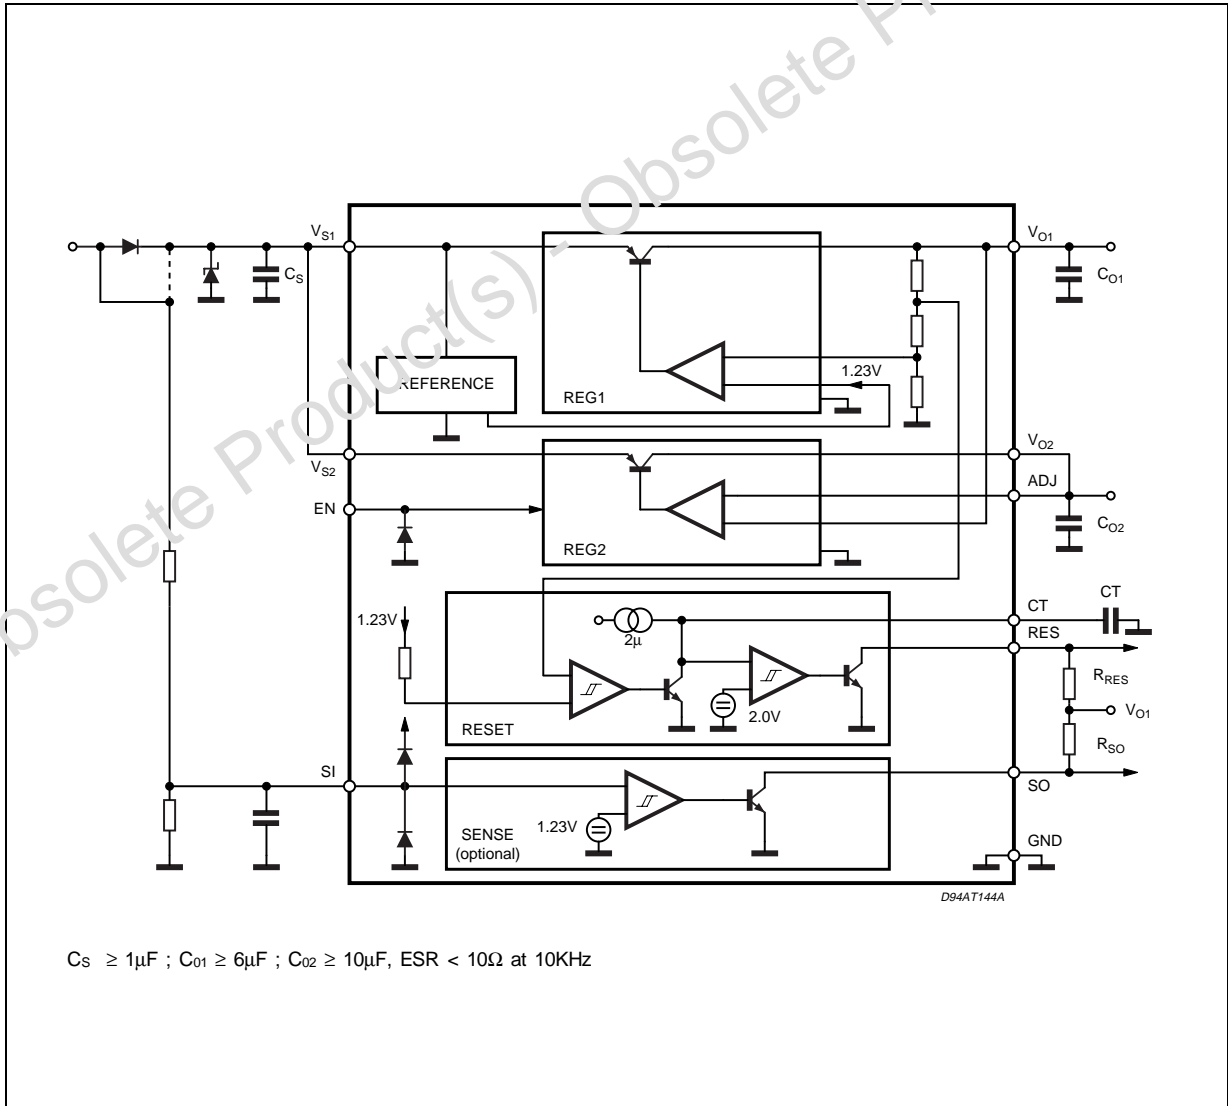 Obsolete Product(s) - Obsolete Pr
VS1
CS
VO1
CO1
REFERENCE
REG1
1.23V
VS2
VO2
ADJ
EN
CO2
REG2
1.23V
2µ
CT
CT
RES
RRES
2.0V
VO1
RESET
RSO
SI
SO
1.23V
SENSE
(optional)
GND
D94AT144A
CS ≥ 1µF ; C01 ≥ 6µF ; C02 ≥ 10µF, ESR < 10Ω at 10KHz